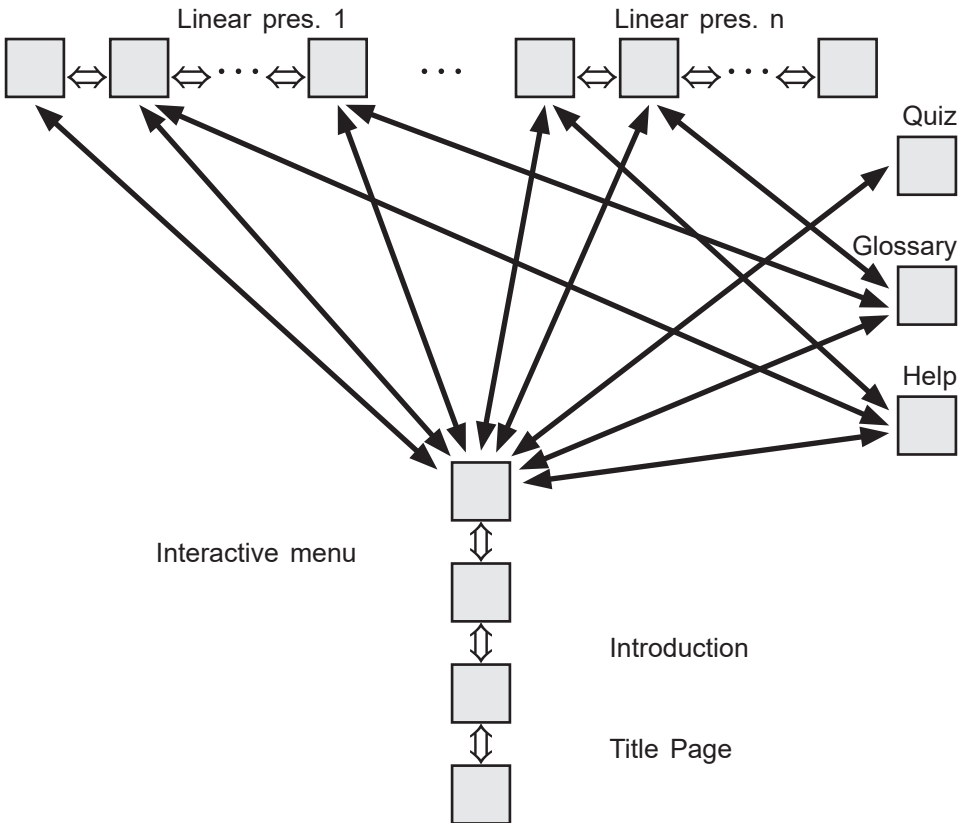 Linear pres. 1
Linear pres. n
...
...
...
Quiz
Glossary
Help
Interactive menu
Introduction
Title Page